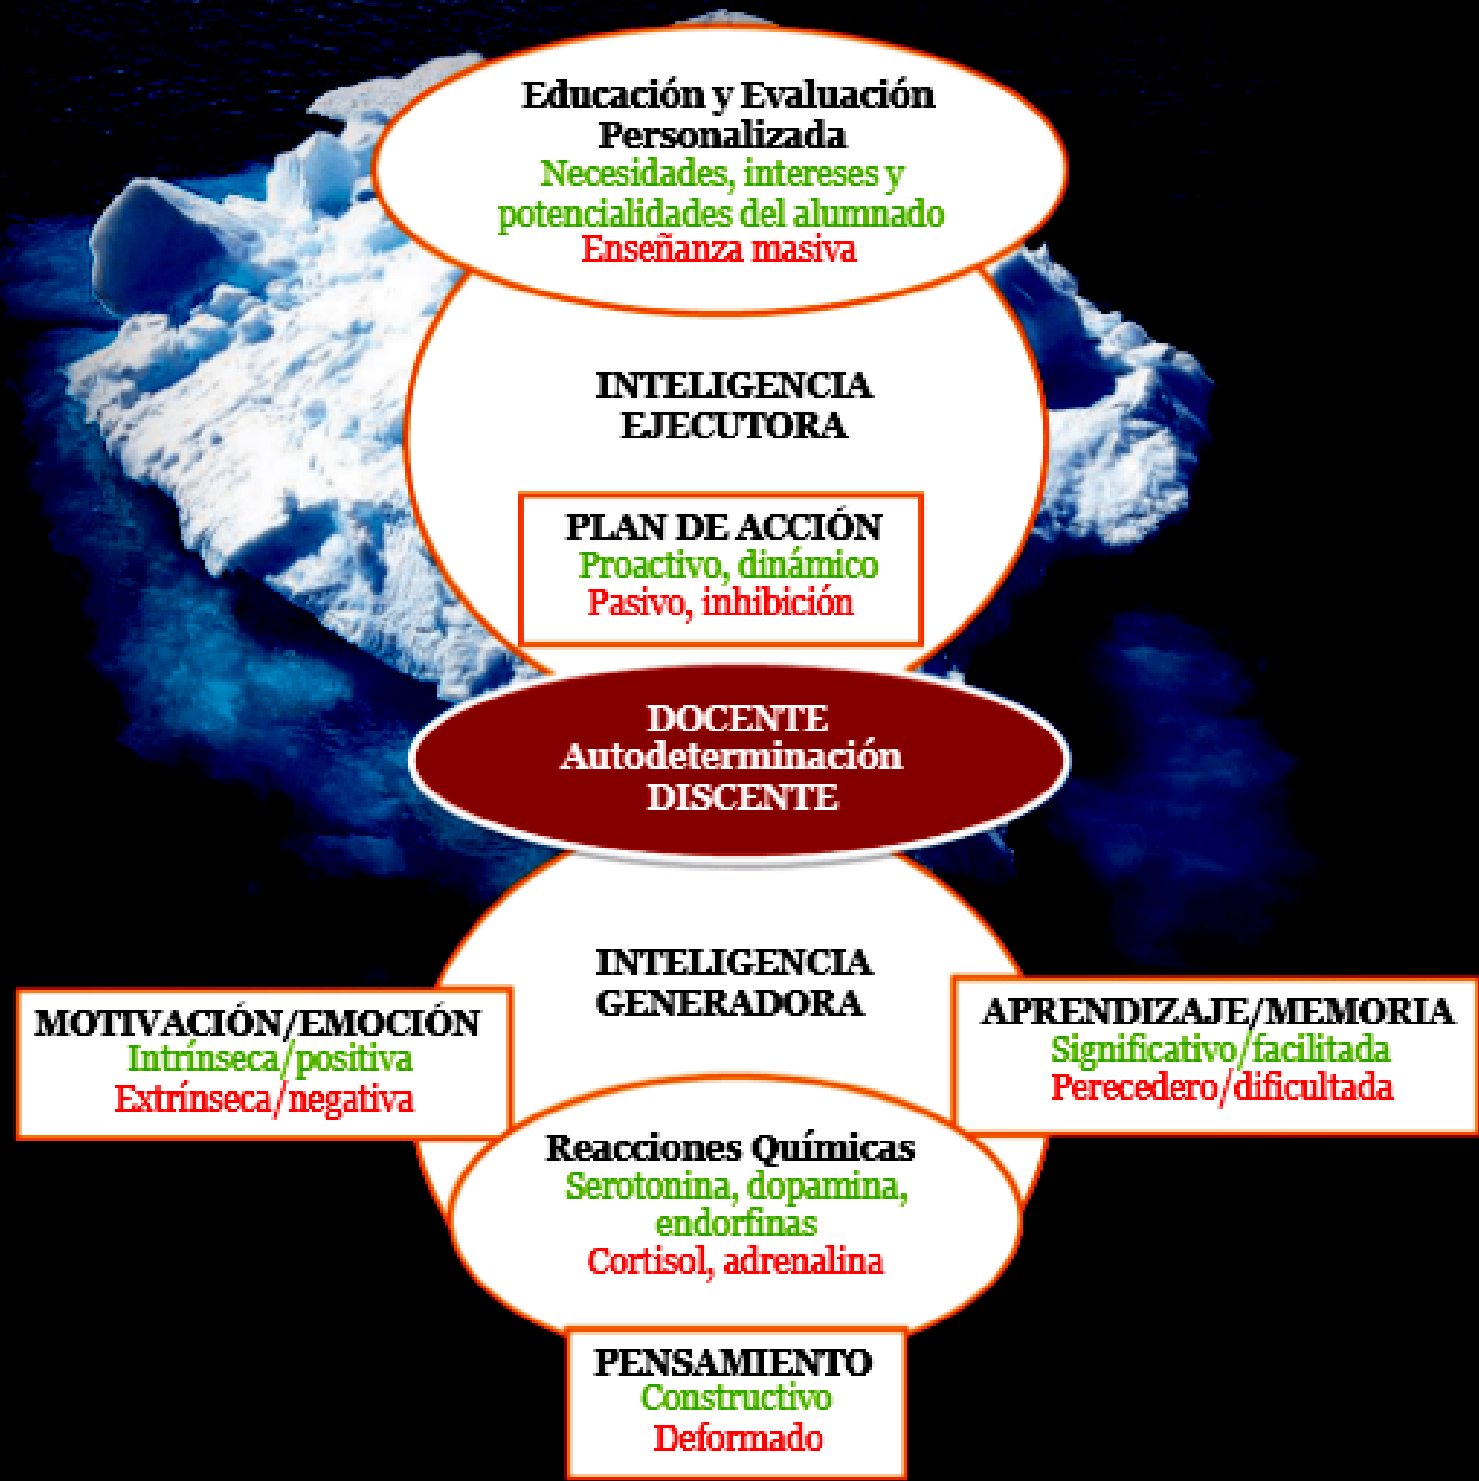 Educación y Evaluación
Personalizada
Necesidades, intereses y
potencialidades del alumnado
Enseñanza masiva
INTELIGENCIA
EJECUTORA
PLAN DE ACCIÓN
Proactivo, dinámico
Pasivo, inhibición
DOCENTE
Autodeterminación
DISCENTE
INTELIGENCIA
GENERADORA
MOTIVACIÓN/EMOCIÓN
Intrínseca/positiva
Extrínseca/negativa
APRENDIZAJE/MEMORIA
Significativo/facilitada
Perecedero/dificultada
Reacciones Químicas
Serotonina, dopamina,
endorfinas
Cortisol, adrenalina
PENSAMIENTO
Constructivo
Deformado